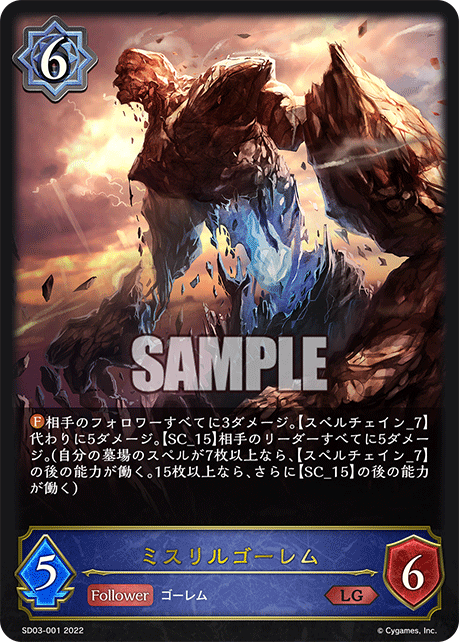 6
SAMPLE
F相手のフォロワーすべてに3ダメージ。【スペルチェイン_7】
代わりに5ダメージ。【SC_15】相手のリーダーすべてに5ダメー
ジ。(自分の墓場のスペルが7枚以上なら、【スペルチェイン_7】
の後の能力が働く。15枚以上なら、さらに【SC_15】の後の能力
が働く)
ミスリルゴーレム
5
Follower ゴーレム
LG
6
SD03-001 2022
© Cygames, Inc.